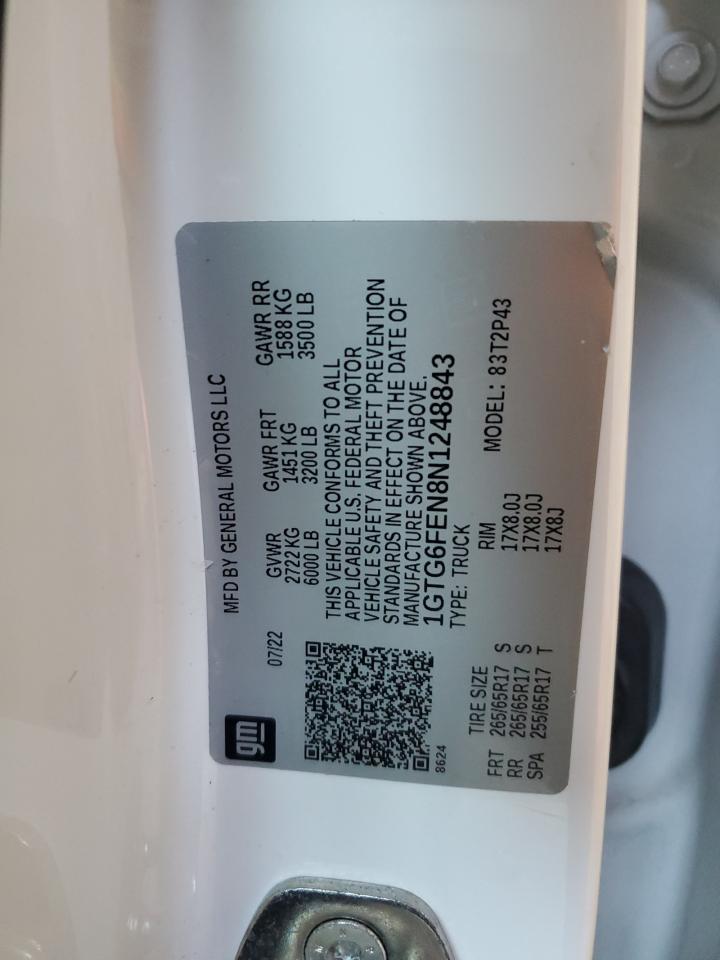 gm
MFD BY GENERAL MOTORS LLC
07/22
GVWR GAWR FRT GAWR RR
2722 KG 1451 KG 1588 KG
6000 LB 3200 LB 3500 LB
THIS VEHICLE CONFORMS TO ALL
APPLICABLE U.S. FEDERAL MOTOR
VEHICLE SAFETY AND THEFT PREVENTION
STANDARDS IN EFFECT ON THE DATE OF
MANUFACTURE SHOWN ABOVE.
1GTG6FEN8N1248843
8624
TYPE: TRUCK
MODEL: 83T2P43
TIRE SIZE RIM
FRT 265/65R17 S 17X8.0J
RR 265/65R17 S 17X8.0J
SPA 255/65R17 T 17X8J